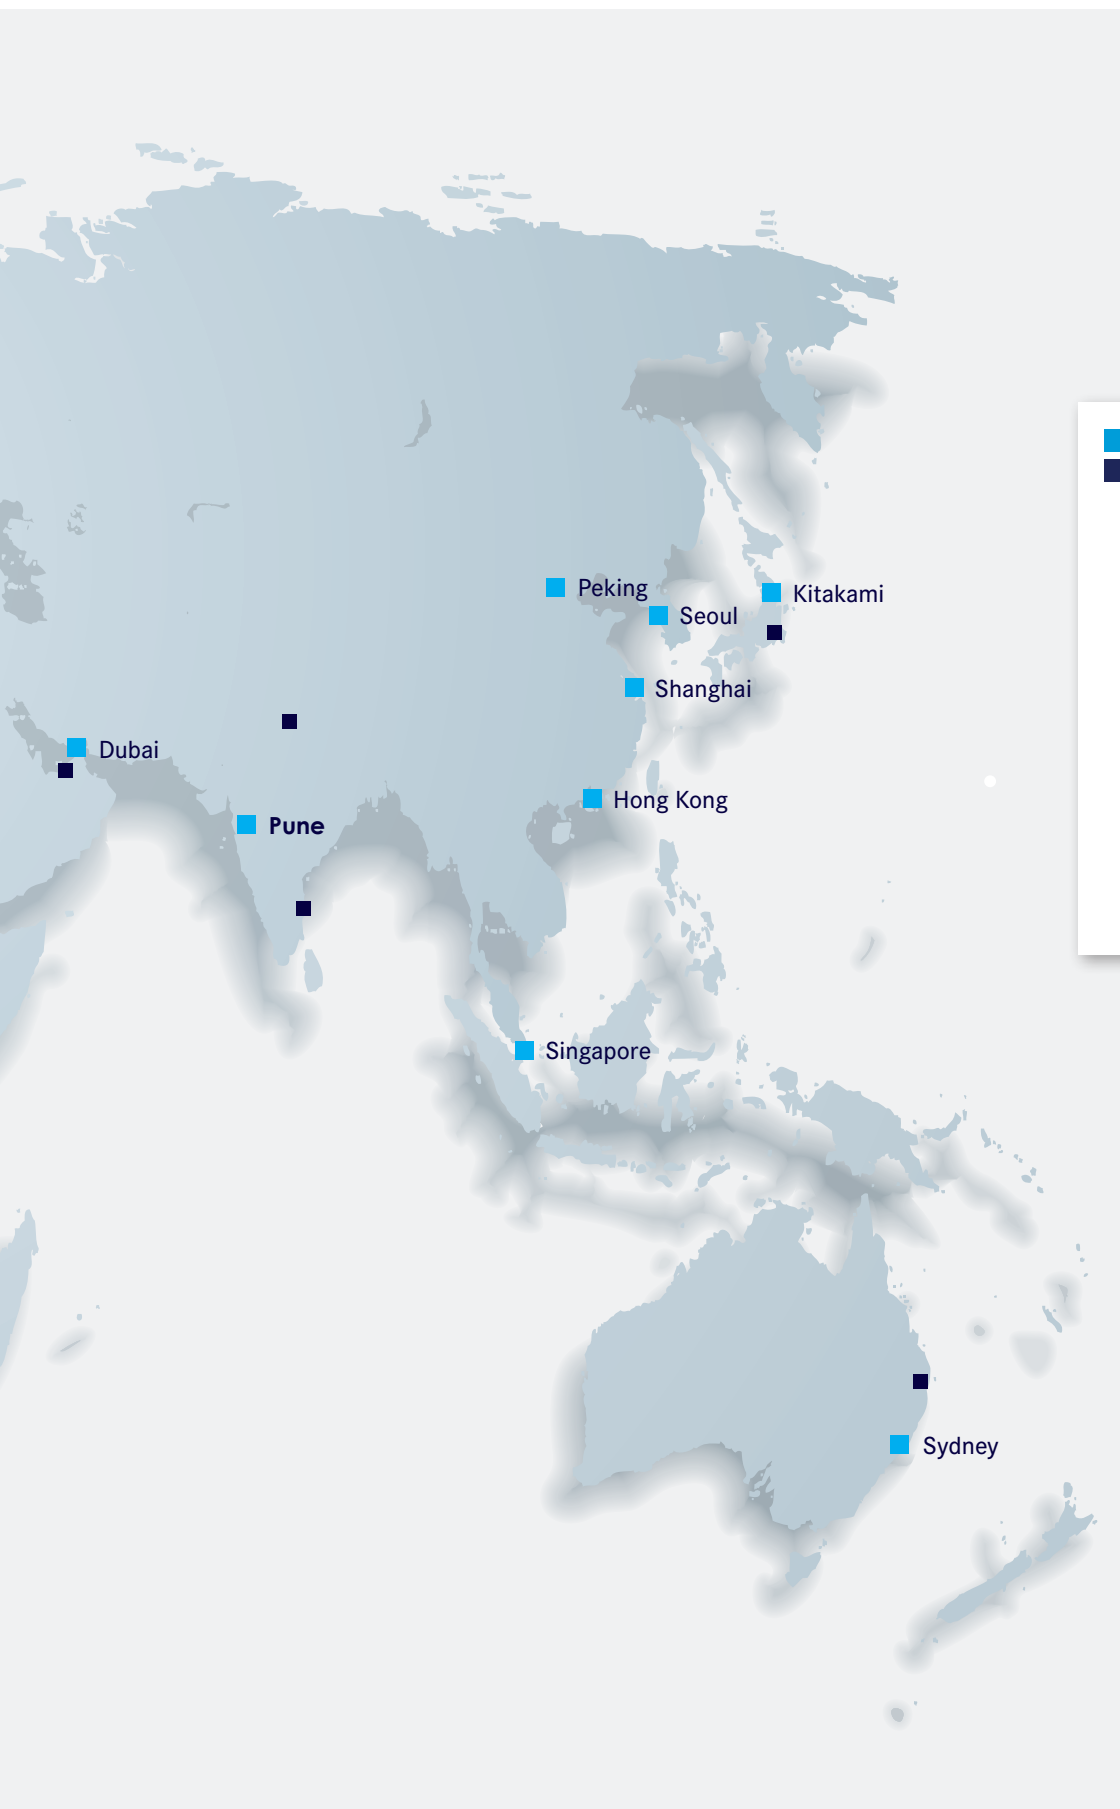 Peking
Kitakami
Seoul
Shanghai
Dubai
Hong Kong
Pune
Singapore
Sydney